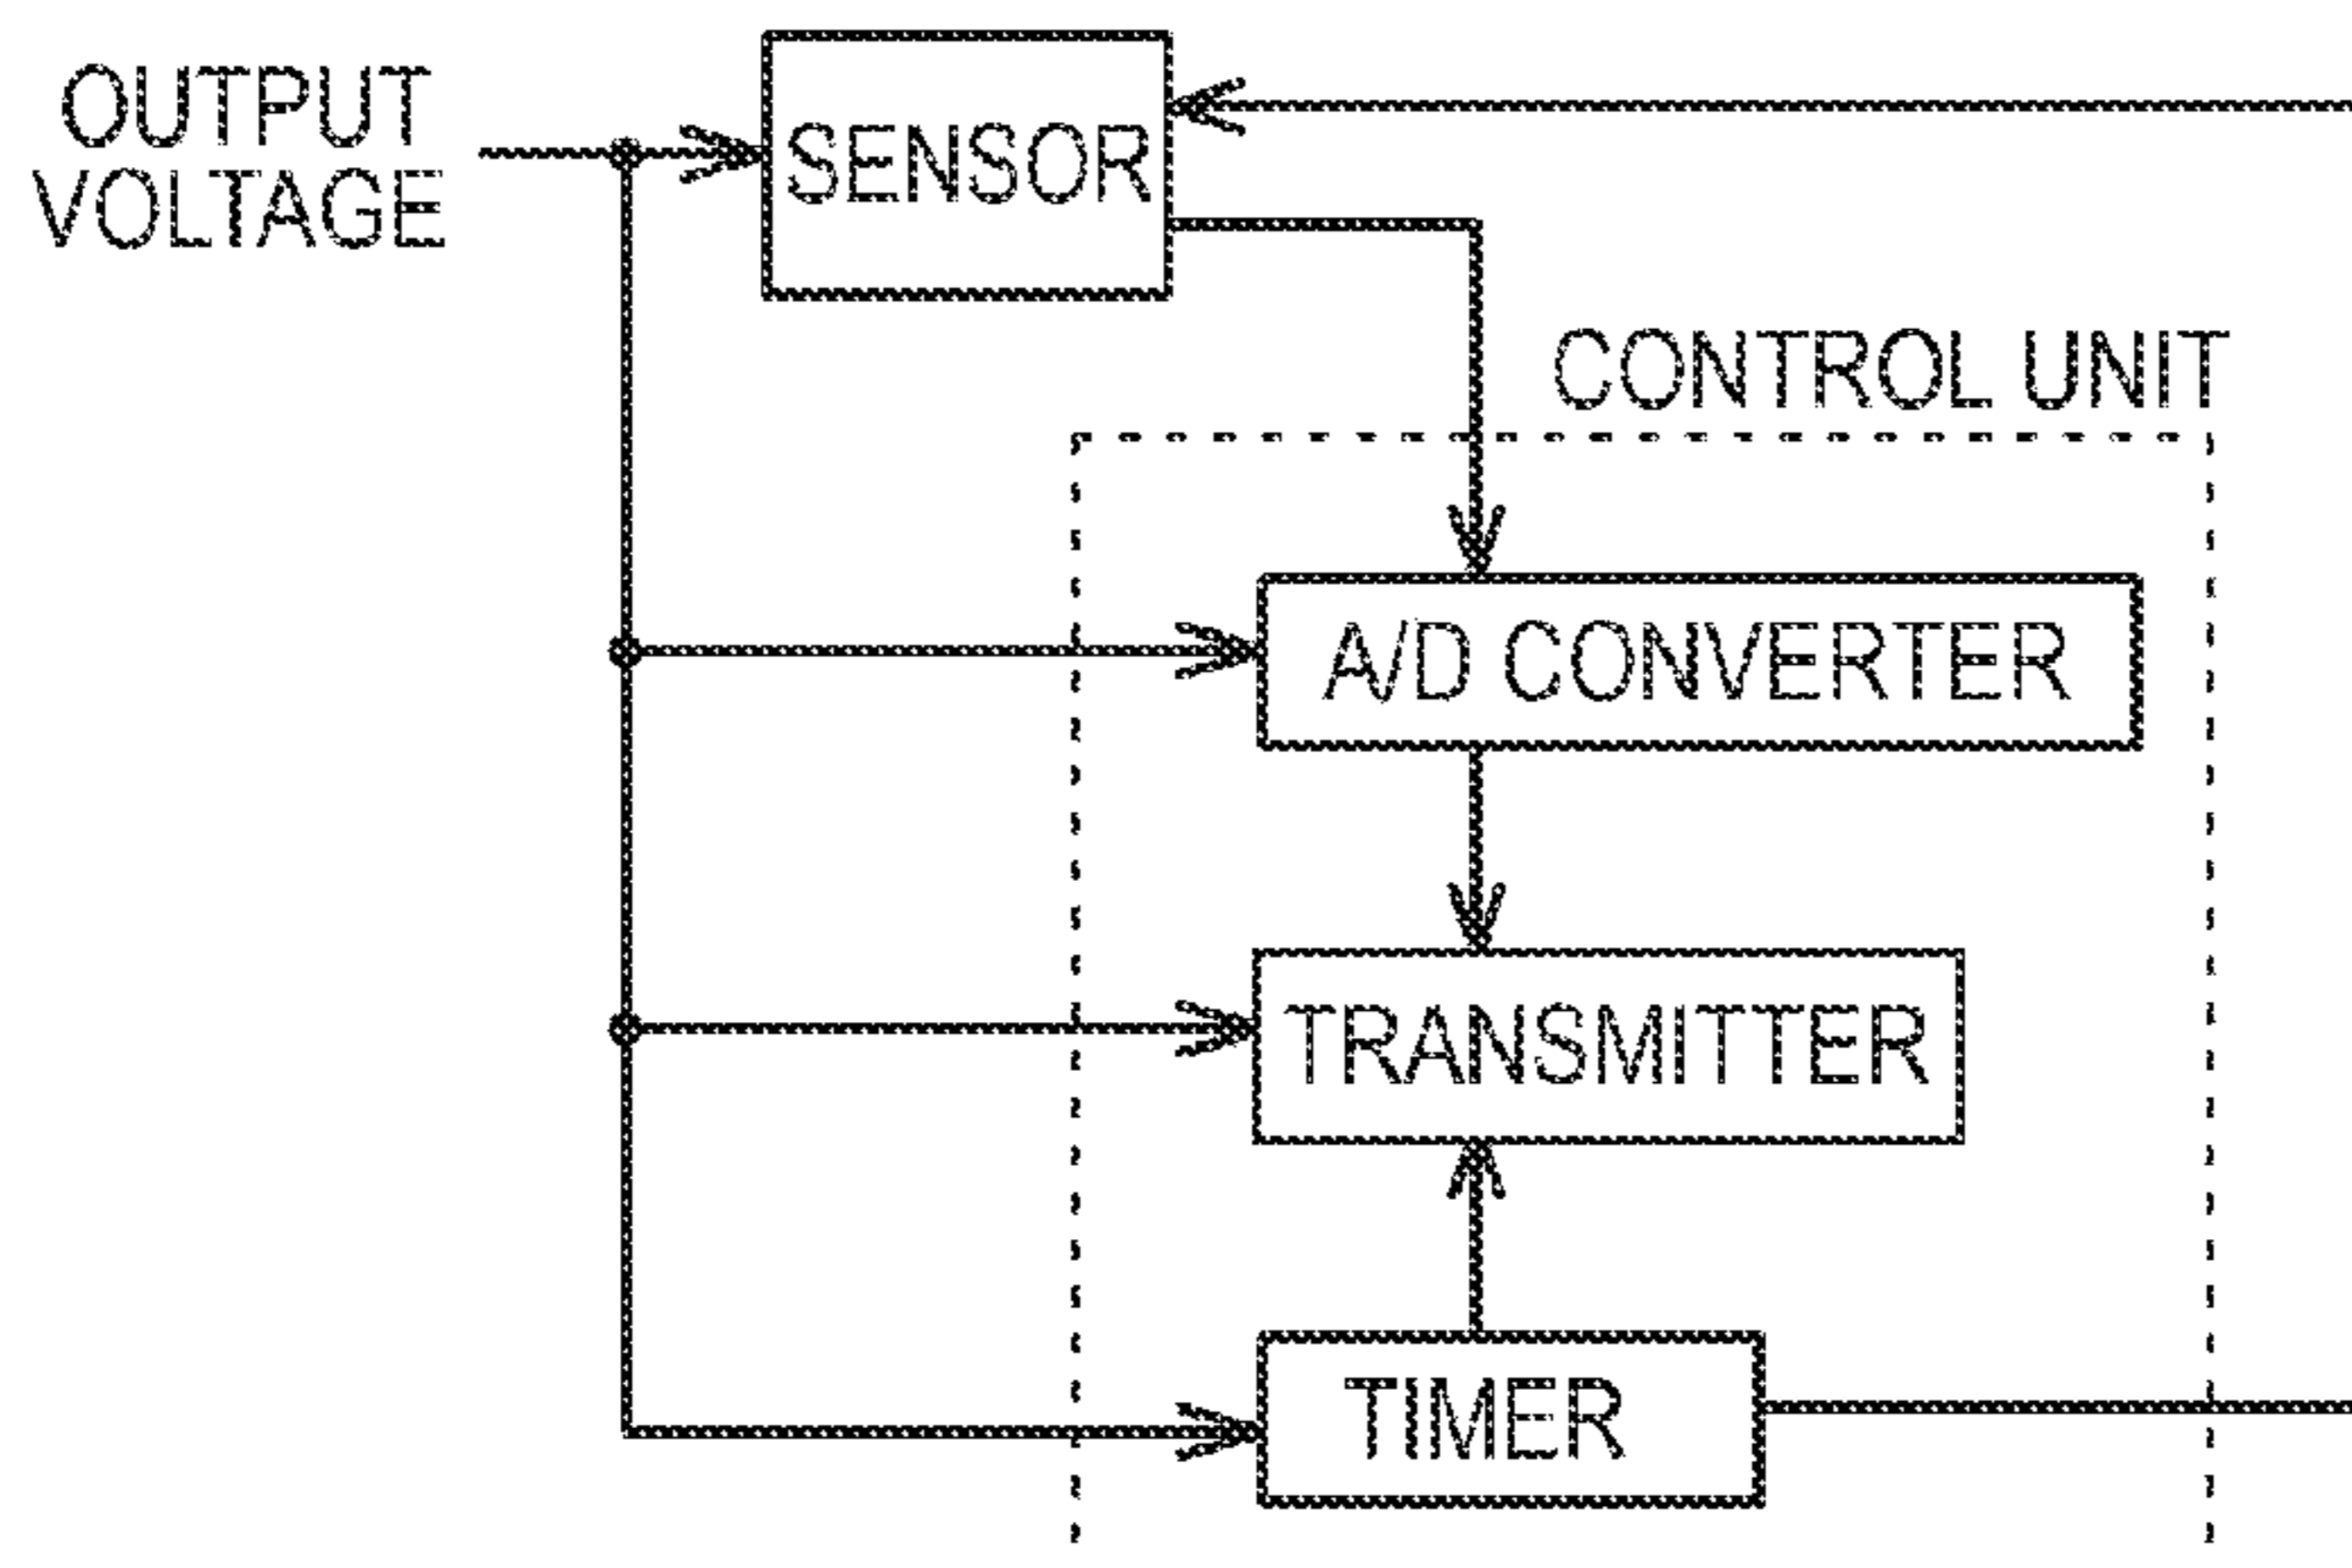 OUTPUT
VOLTAGE
SENSOR
CONTROL UNIT
A/D CONVERTER
TRANSMITTER
TIMER